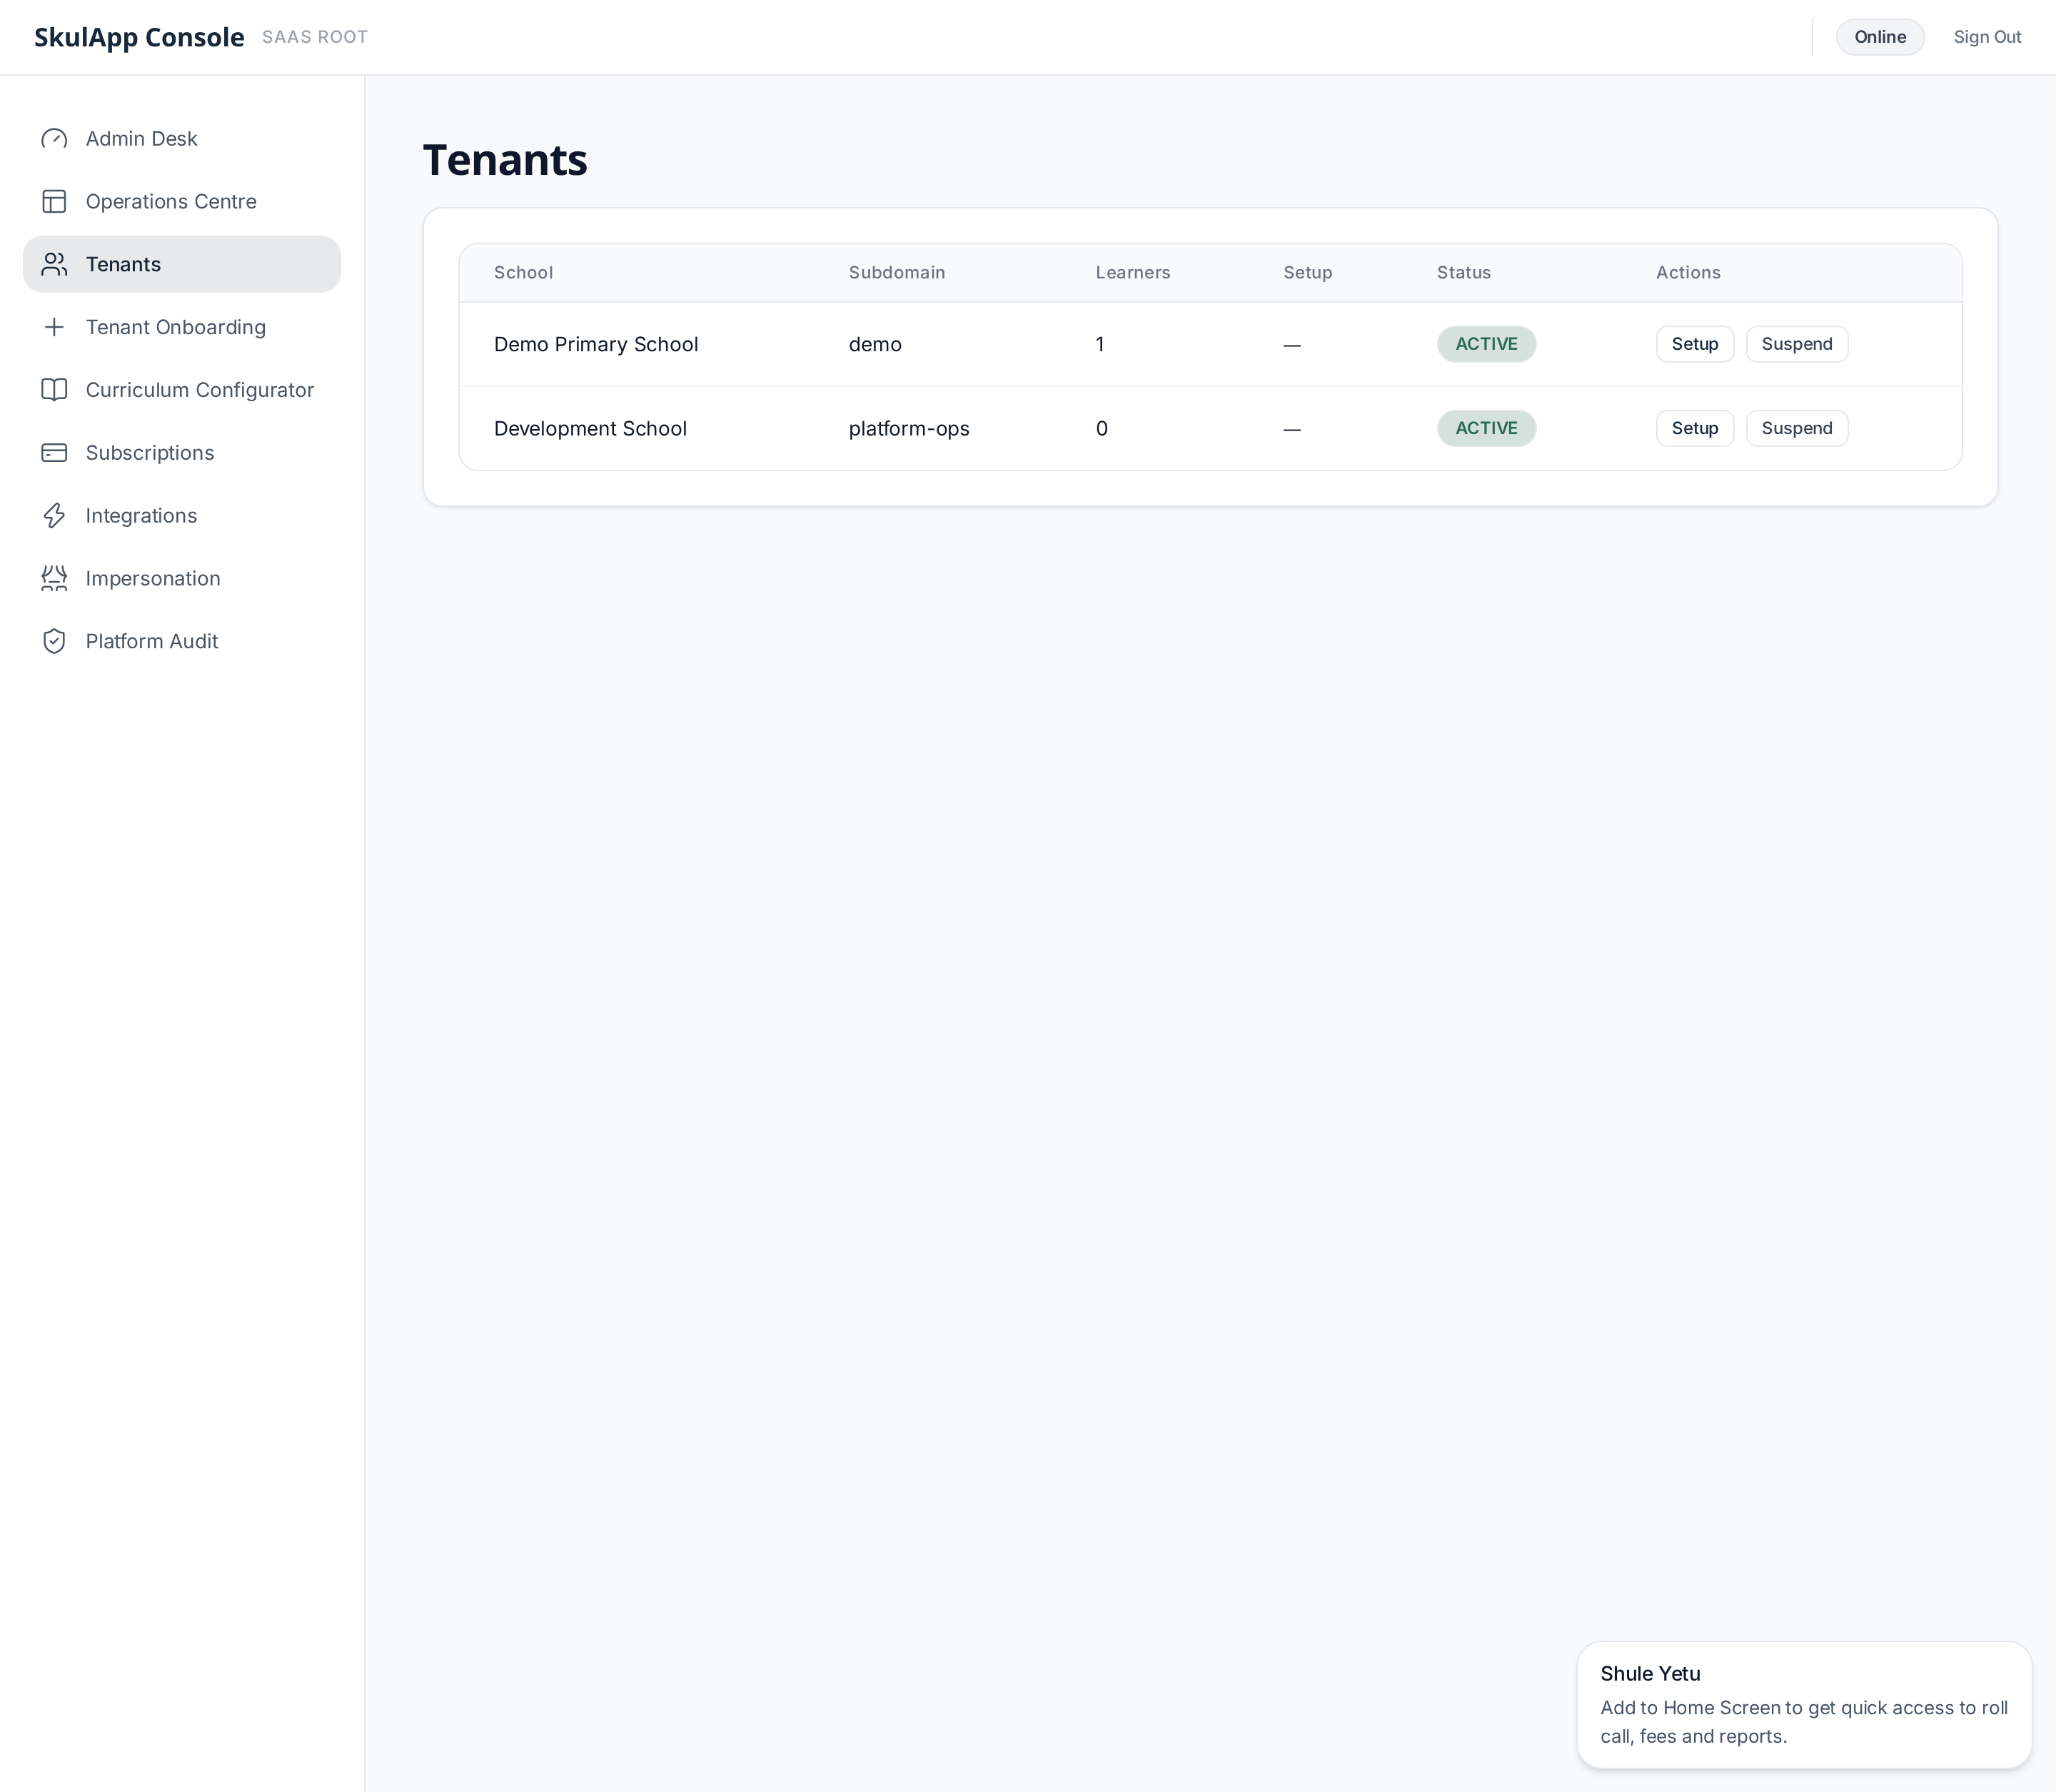 SkulApp Console SAAS ROOT Online Sign Out
Admin Desk
Operations Centre
Tenants
Tenant Onboarding
Curriculum Configurator
Subscriptions
Integrations
Impersonation
Platform Audit
Tenants
School Subdomain Learners Setup Status Actions
Demo Primary School demo 1 — ACTIVE Setup Suspend
Development School platform-ops 0 — ACTIVE Setup Suspend
Shule Yetu
Add to Home Screen to get quick access to roll
call, fees and reports.